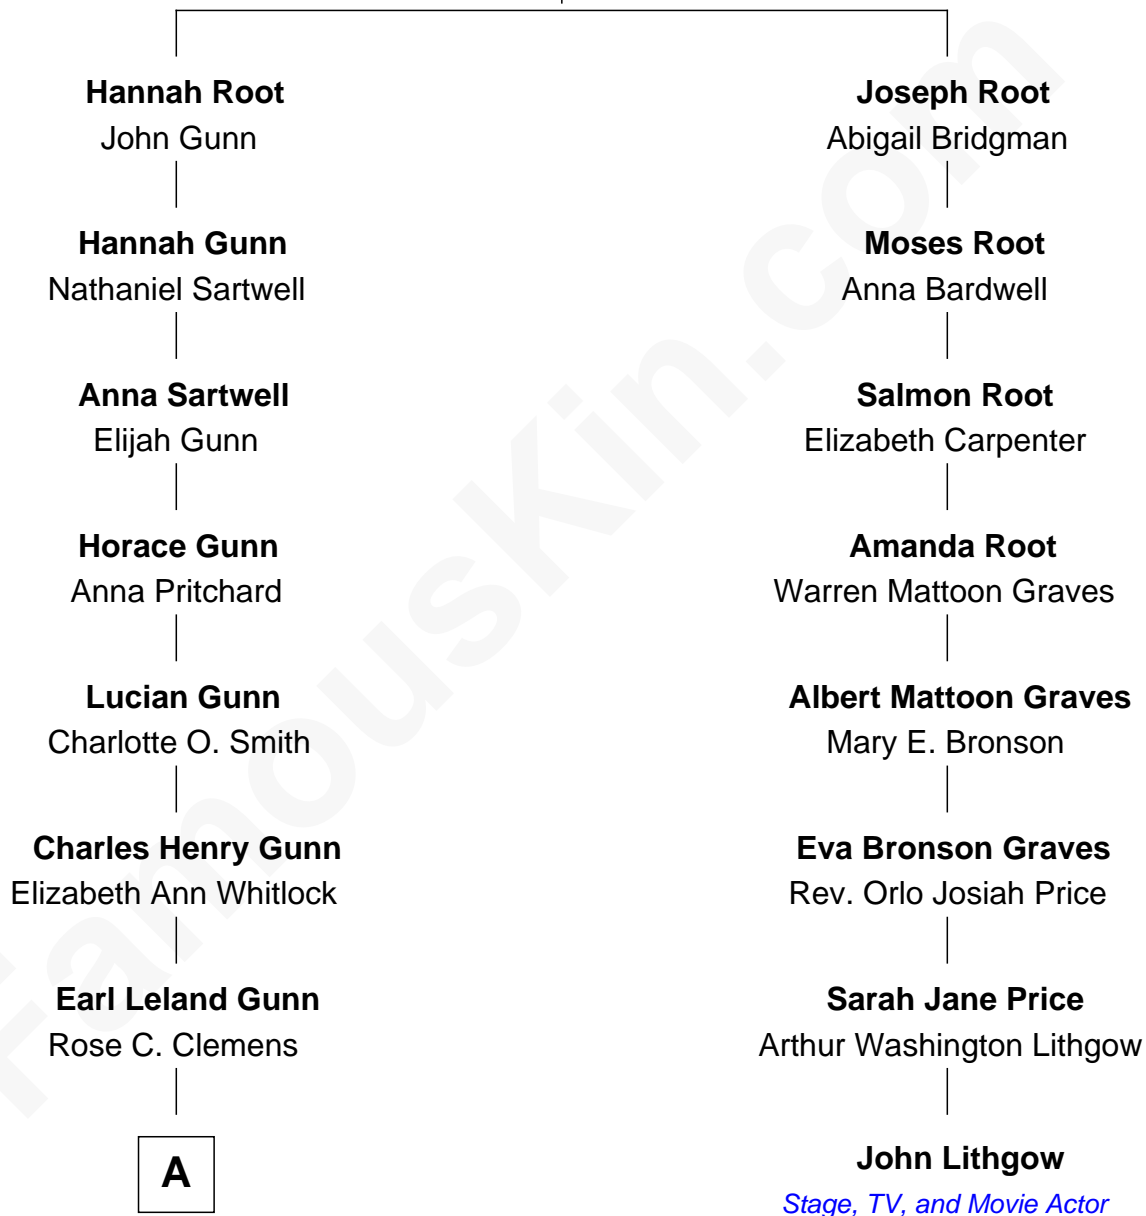 Hannah Root
John Gunn
Joseph Root
Abigail Bridgman
Hannah Gunn
Nathaniel Sartwell
Moses Root
Anna Bardwell
Anna Sartwell
Elijah Gunn
Salmon Root
Elizabeth Carpenter
Horace Gunn
Anna Pritchard
Amanda Root
Warren Mattoon Graves
Lucian Gunn
Charlotte O. Smith
Albert Mattoon Graves
Mary E. Bronson
Charles Henry Gunn
Elizabeth Ann Whitlock
Eva Bronson Graves
Rev. Orlo Josiah Price
Earl Leland Gunn
Rose C. Clemens
Sarah Jane Price
Arthur Washington Lithgow
A
John Lithgow
Stage, TV, and Movie Actor
FamousKin.com